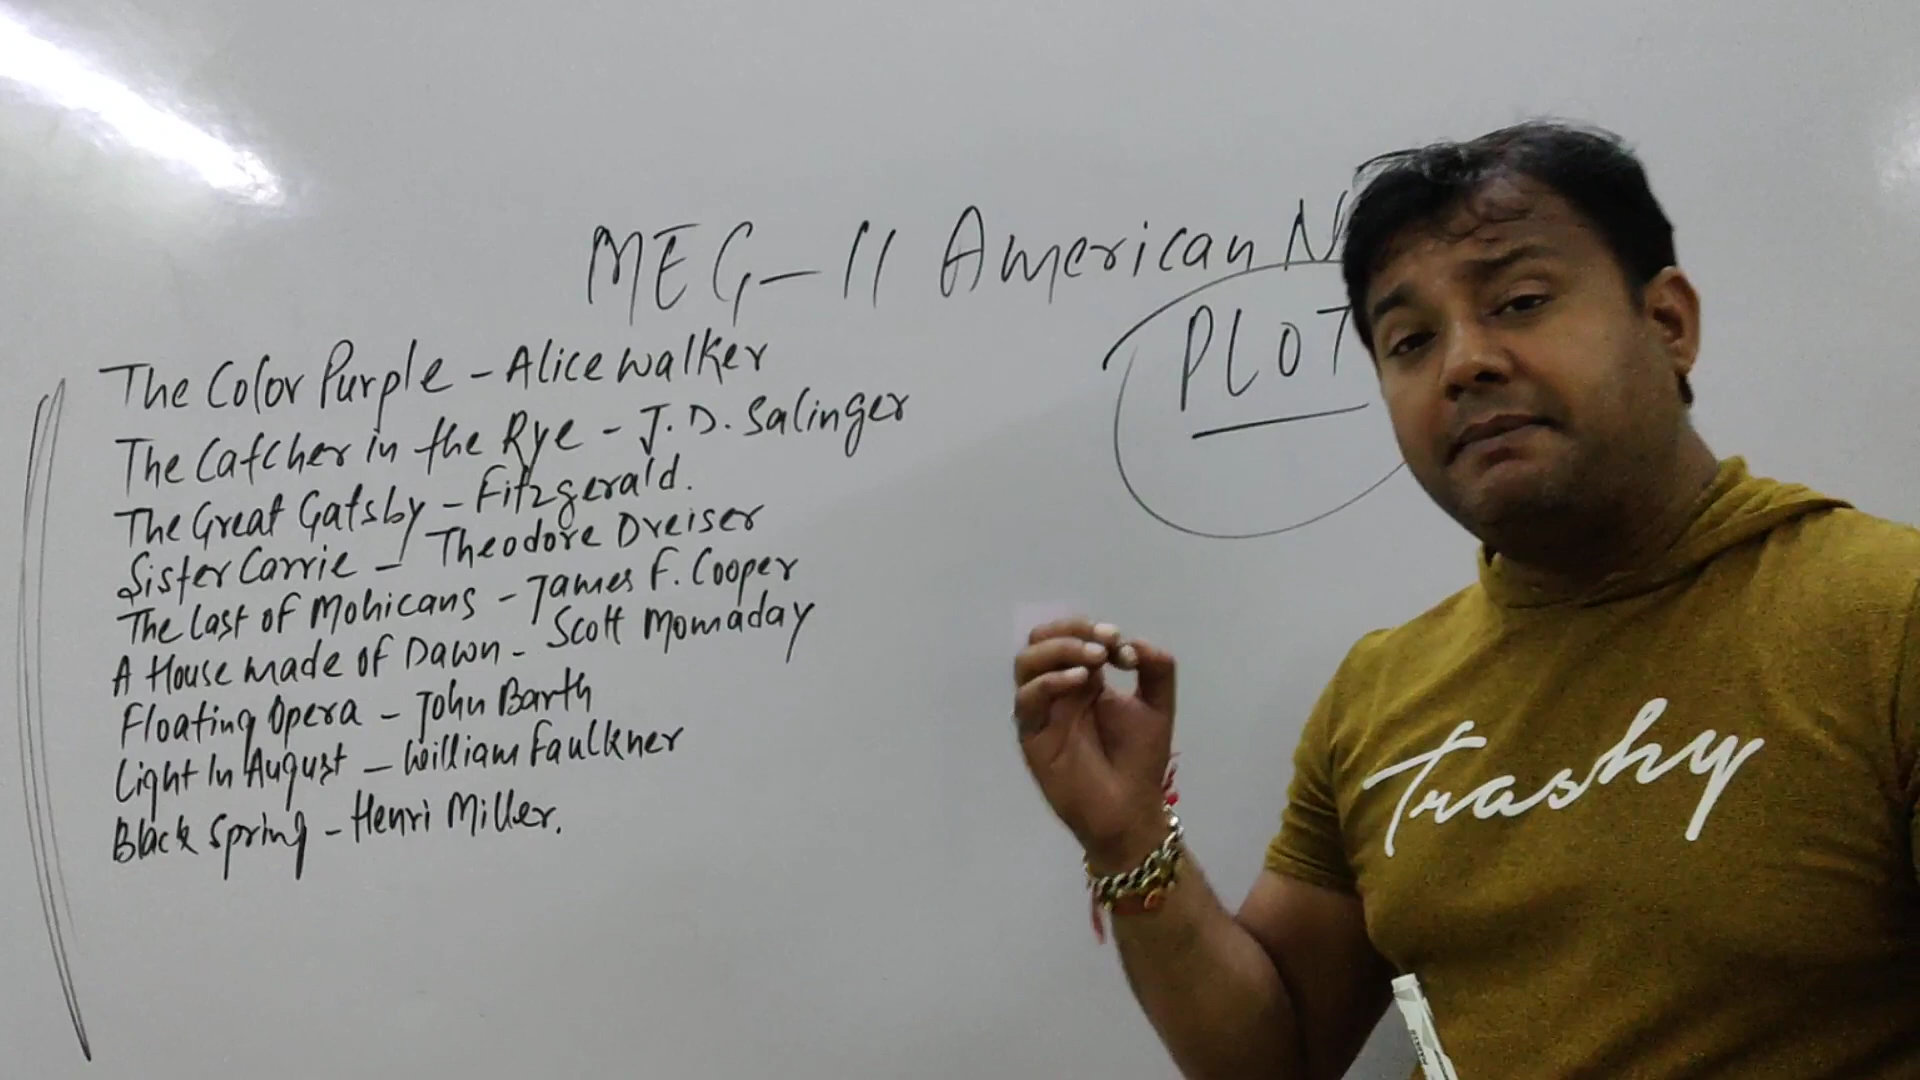 MEG-11 American N
PLOT
The Color Purple - Alice Walker
The Catcher in the Rye - J.D. Salinger
The Great Gatsby - Fitzgerald.
Sister Carrie - Theodore Dreiser
The Last of Mohicans - James F. Cooper
A House made of Dawn - Scott Momaday
Floating Opera - John Barth
Light In August - William Faulkner
Black Spring - Henri Miller.
Trashy